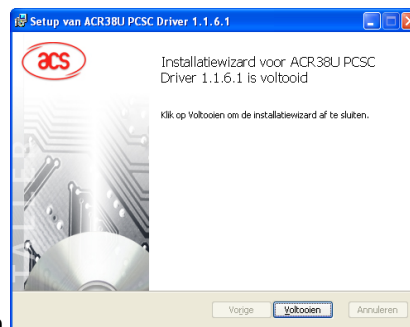 Setup van ACR38U PCSC Driver 1.1.6.1
acs
Installatiewizard voor ACR38U PCSC
Driver 1.1.6.1 is voltooid
Klik op Voltooien om de installatiewizard af te sluiten.
Vorige
Voltooien
Annuleren